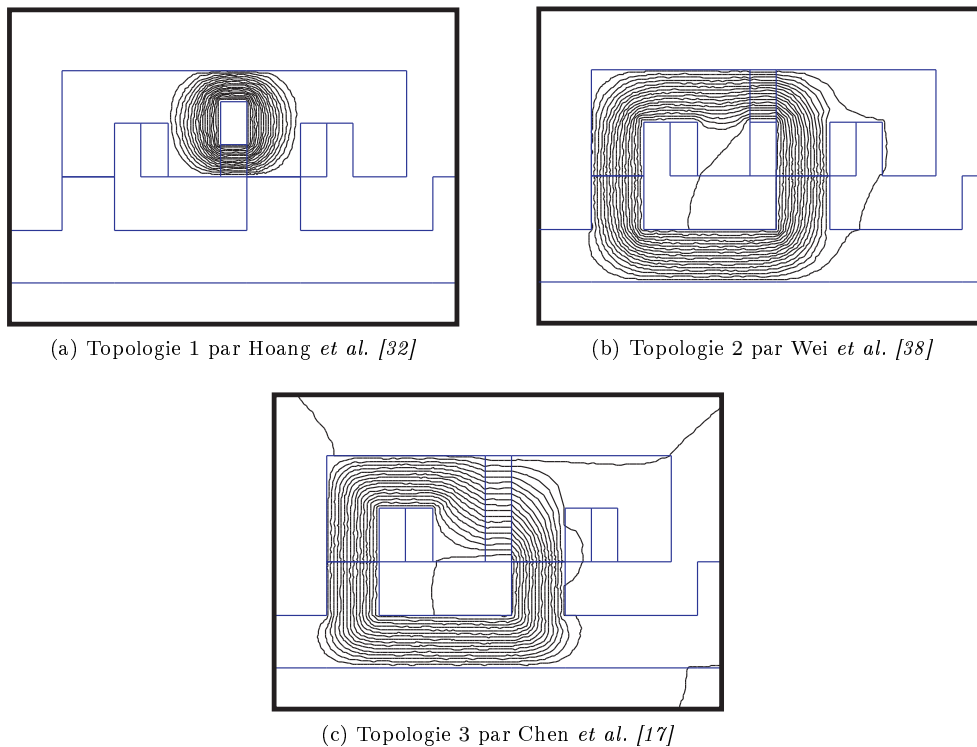 (a) Topologie 1 par Hoang et al. [32]
(b) Topologie 2 par Wei et al. [38]
(c) Topologie 3 par Chen et al. [17]